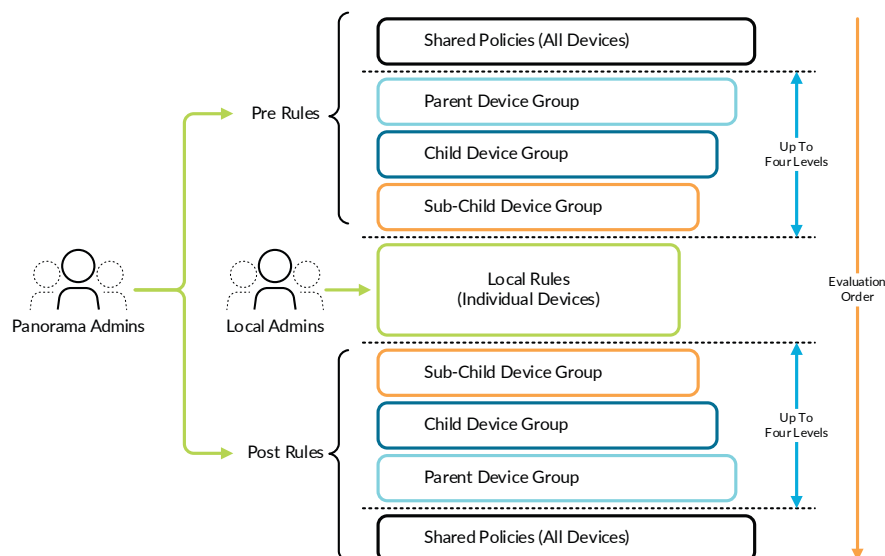 Shared Policies (All Devices)
Parent Device Group
Pre Rules
Child Device Group
Up To
Four Levels
Sub-Child Device Group
Local Rules
(Individual Devices)
Evaluation
Order
Panorama Admins
Local Admins
Sub-Child Device Group
Child Device Group
Up To
Four Levels
Post Rules
Parent Device Group
Shared Policies (All Devices)